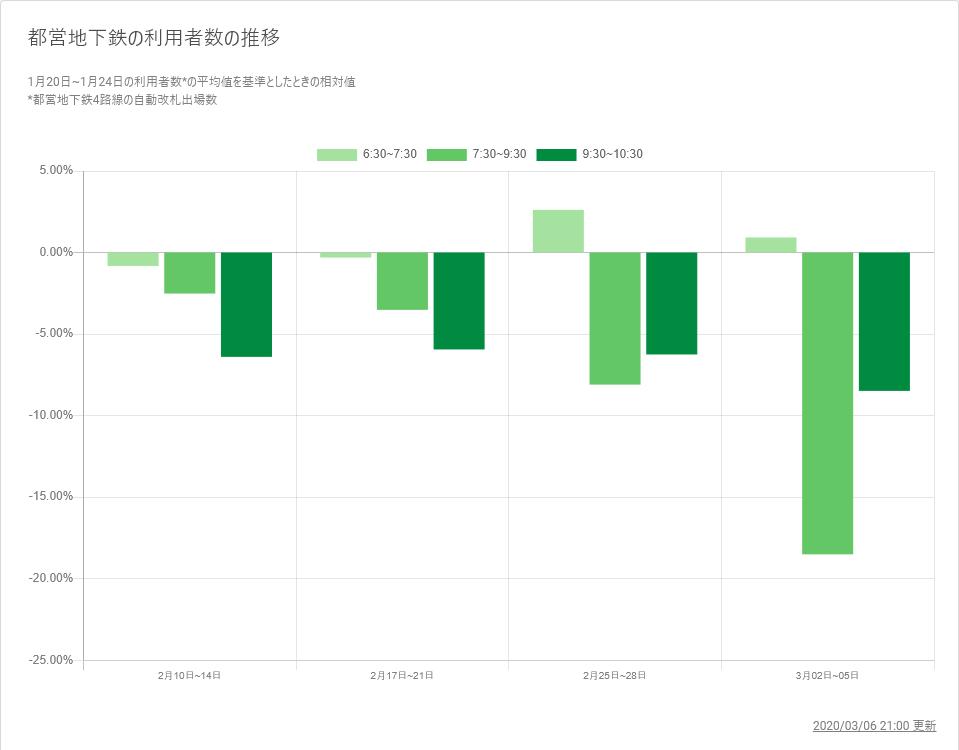 都営地下鉄の利用者数の推移
1月20日~1月24日の利用者数*の平均値を基準としたときの相対値
*都営地下鉄4路線の自動改札出場数
6:30~7:30 7:30~9:30 9:30~10:30
5.00%
0.00%
-5.00%
-10.00%
-15.00%
-20.00%
-25.00%
2月10日~14日 2月17日~21日 2月25日~28日 3月02日~05日
2020/03/06 21:00 更新